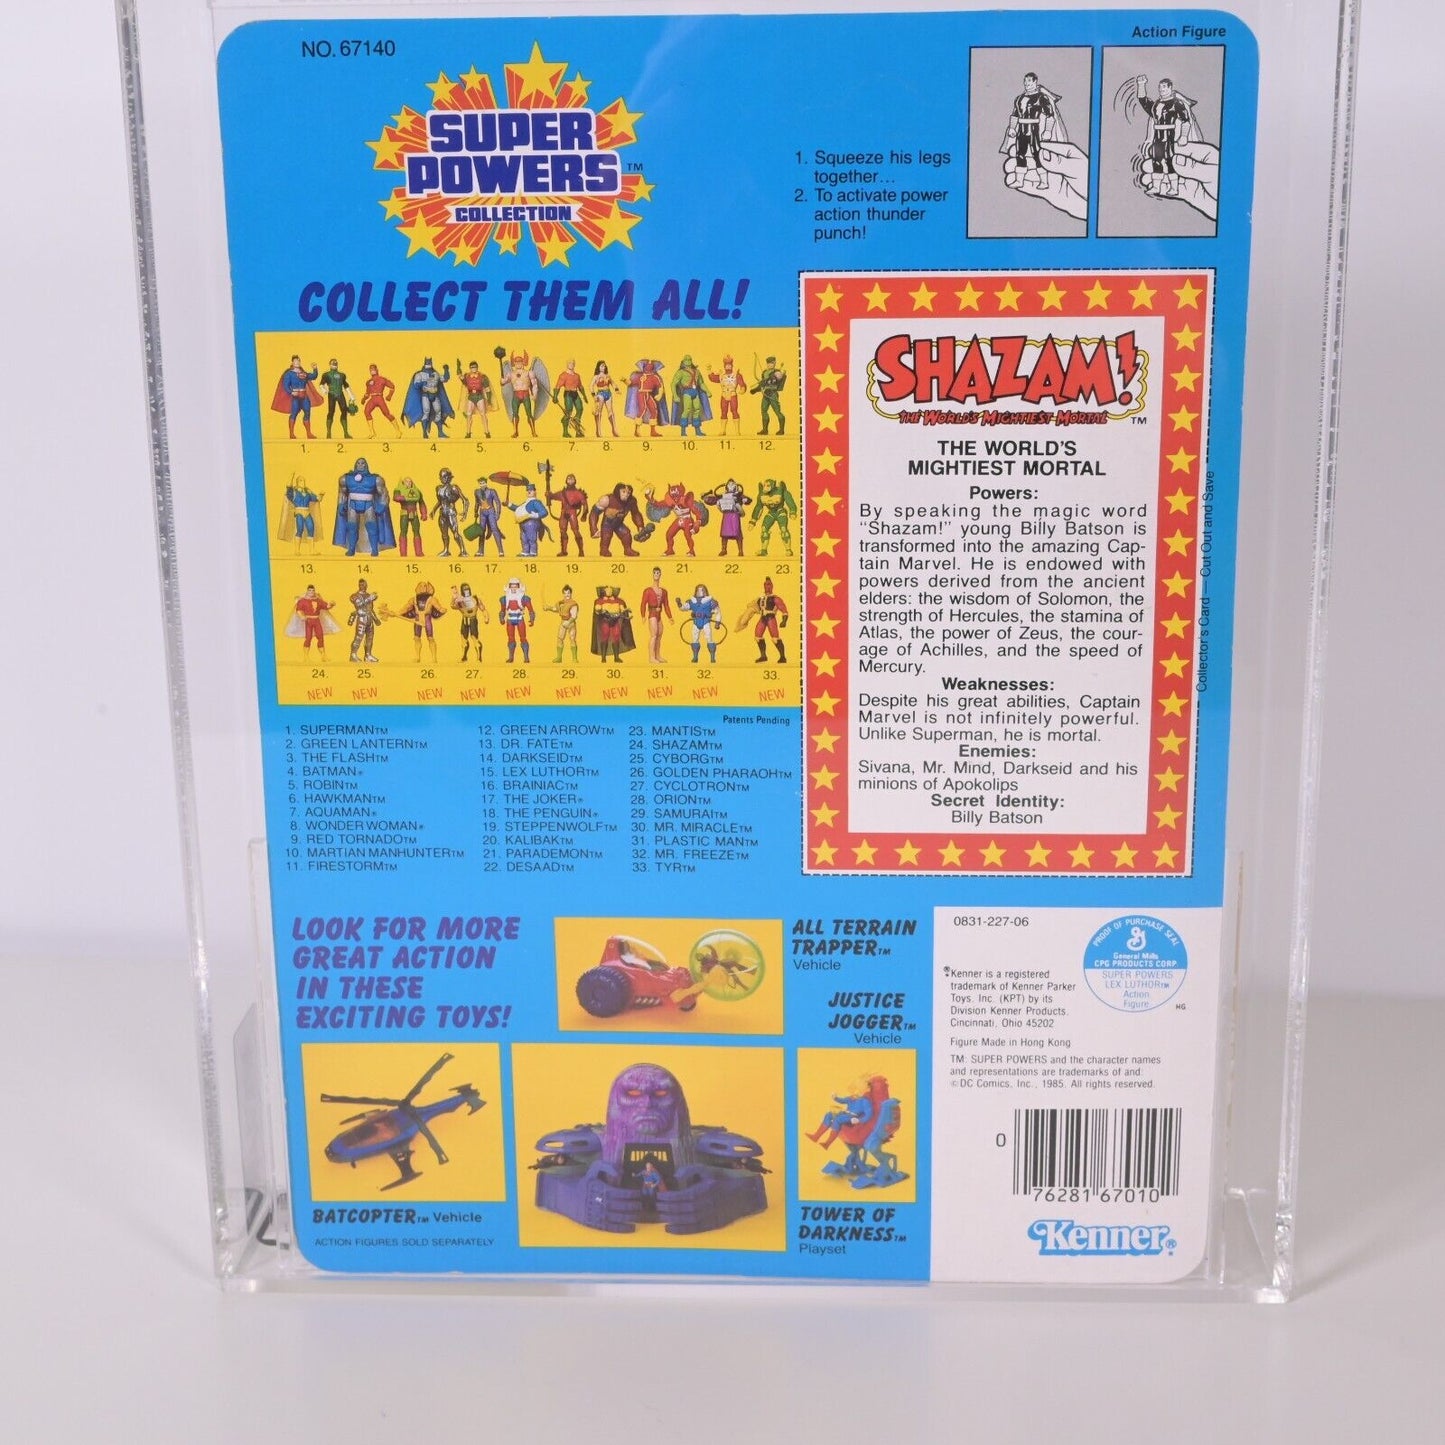 NO. 67140
SUPER
POWERS™
COLLECTION
COLLECT THEM ALL!
1. 2. 3. 4. 5. 6. 7. 8. 9. 10. 11. 12.
13. 14. 15. 16. 17. 18. 19. 20. 21. 22. 23.
24. 25. 26. 27. 28. 29. 30. 31. 32. 33.
NEW NEW NEW NEW NEW NEW NEW NEW NEW NEW
Patents Pending
1. SUPERMAN™
2. GREEN LANTERN™
3. THE FLASH™
4. BATMAN®
5. ROBIN™
6. HAWKMAN™
7. AQUAMAN®
8. WONDER WOMAN®
9. RED TORNADO™
10. MARTIAN MANHUNTER™
11. FIRESTORM™
12. GREEN ARROW™
13. DR. FATE™
14. DARKSEID™
15. LEX LUTHOR™
16. BRAINIAC™
17. THE JOKER®
18. THE PENGUIN®
19. STEPPENWOLF™
20. KALIBAK™
21. PARADEMON™
22. DESAAD™
23. MANTIS™
24. SHAZAM™
25. CYBORG™
26. GOLDEN PHARAOH™
27. CYCLOTRON™
28. ORION™
29. SAMURAI™
30. MR. MIRACLE™
31. PLASTIC MAN™
32. MR. FREEZE™
33. TYR™
Action Figure
1. Squeeze his legs
together...
2. To activate power
action thunder
punch!
SHAZAM!
THE WORLD'S MIGHTIEST MORTAL™
THE WORLD'S
MIGHTIEST MORTAL
Powers:
By speaking the magic word
"Shazam!" young Billy Batson is
transformed into the amazing Cap-
tain Marvel. He is endowed with
powers derived from the ancient
elders: the wisdom of Solomon, the
strength of Hercules, the stamina of
Atlas, the power of Zeus, the cour-
age of Achilles, and the speed of
Mercury.
Weaknesses:
Despite his great abilities, Captain
Marvel is not infinitely powerful.
Unlike Superman, he is mortal.
Enemies:
Sivana, Mr. Mind, Darkseid and his
minions of Apokolips
Secret Identity:
Billy Batson
Collector's Card — Cut Out and Save
LOOK FOR MORE
GREAT ACTION
IN THESE
EXCITING TOYS!
ALL TERRAIN
TRAPPER™
Vehicle
JUSTICE
JOGGER™
Vehicle
BATCOPTER™ Vehicle
ACTION FIGURES SOLD SEPARATELY
TOWER OF
DARKNESS™
Playset
0831-227-06
PROOF OF PURCHASE SEAL
G
General Mills
CPG PRODUCTS CORP.
SUPER POWERS
LEX LUTHOR™
Action
Figure
HG
®Kenner is a registered
trademark of Kenner Parker
Toys. Inc. (KPT) by its
Division Kenner Products.
Cincinnati, Ohio 45202
Figure Made in Hong Kong
TM: SUPER POWERS and the character names
and representations are trademarks of and:
© DC Comics, Inc., 1985. All rights reserved.
0 76281 67010
Kenner®